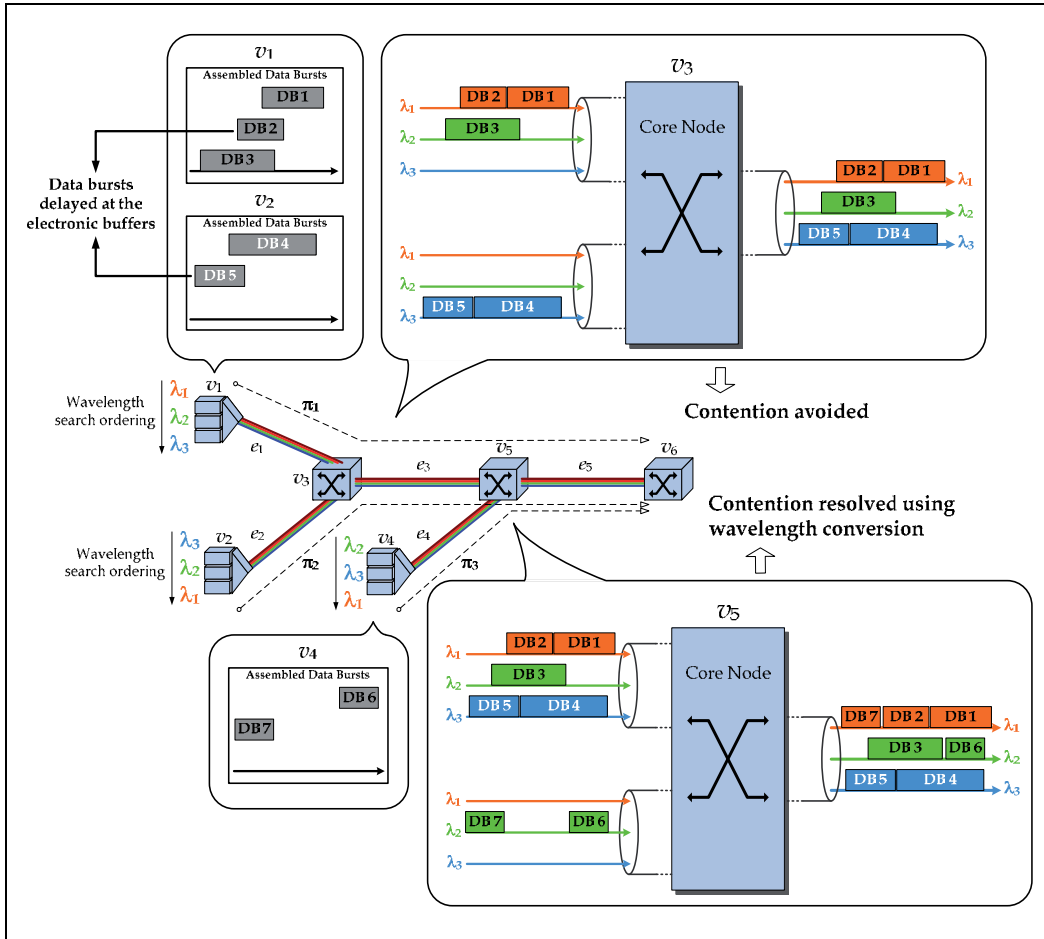 v1
Assembled Data Bursts
DB1
DB2
DB3
Data bursts
delayed at the
electronic buffers
v2
Assembled Data Bursts
DB4
DB5
v3
λ1
DB2
DB1
λ2
DB3
λ3
Core Node
λ1
λ2
λ3
DB5
DB4
DB2
DB1
λ1
DB3
λ2
DB5
DB4
λ3
Contention avoided
Wavelength
search ordering
λ1
λ2
λ3
v1
e1
π1
v3
e3
v5
e5
v6
Wavelength
search ordering
λ3
λ2
λ1
v2
e2
π2
λ2
λ3
λ1
v4
e4
π3
Contention resolved using
wavelength conversion
v4
Assembled Data Bursts
DB6
DB7
v5
λ1
DB2
DB1
λ2
DB3
λ3
DB5
DB4
Core Node
λ1
λ2
DB7
DB6
λ3
DB7
DB2
DB1
λ1
DB3
DB6
λ2
DB5
DB4
λ3